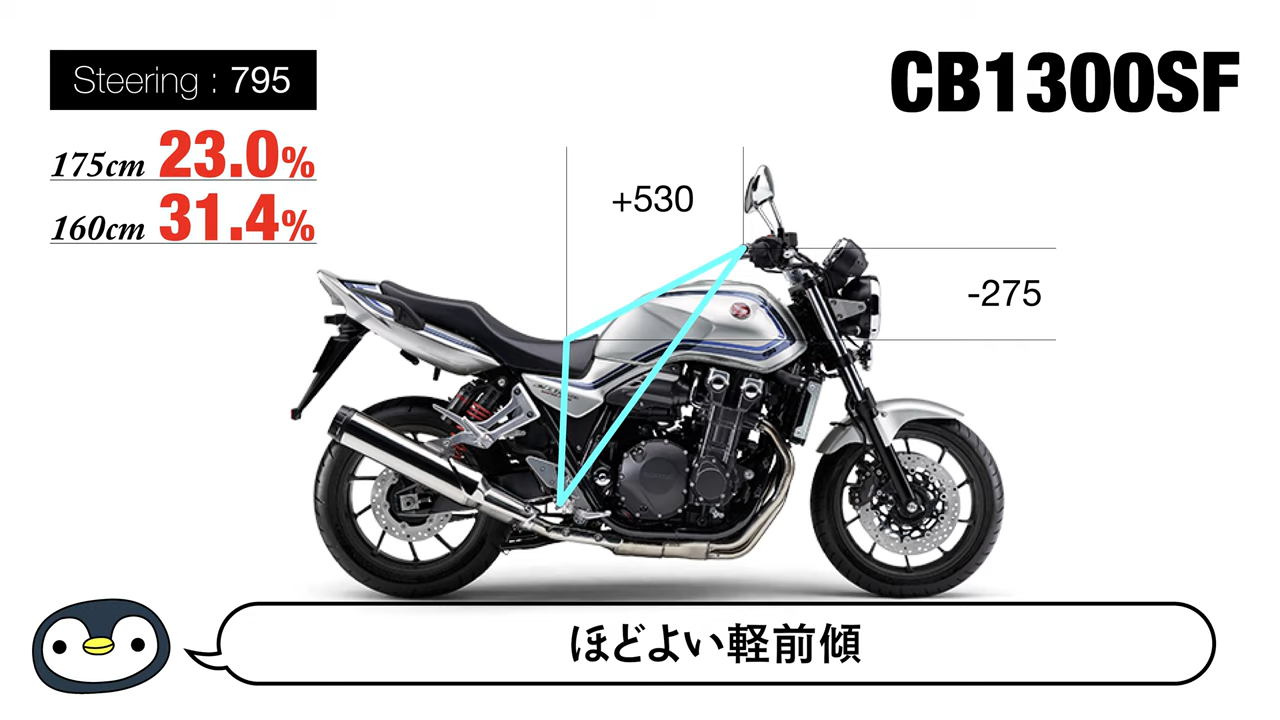 Steering : 795
CB1300SF
175cm 23.0%
160cm 31.4%
+530
-275
ほどよい軽前傾